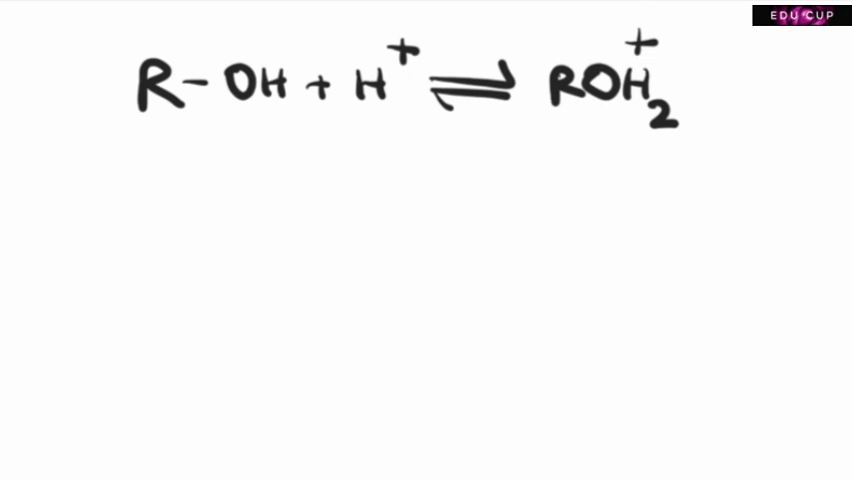 EDU CUP
R - OH + H⁺ ⇌ ROH₂⁺